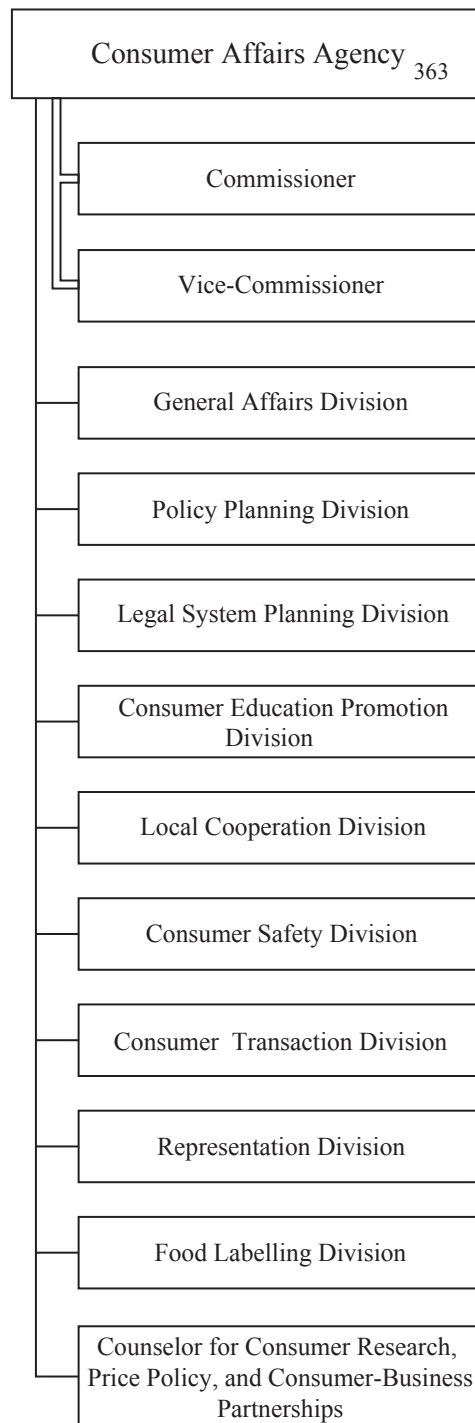 Consumer Affairs Agency 363
Commissioner
Vice-Commissioner
General Affairs Division
Policy Planning Division
Legal System Planning Division
Consumer Education Promotion
Division
Local Cooperation Division
Consumer Safety Division
Consumer Transaction Division
Representation Division
Food Labelling Division
Counselor for Consumer Research,
Price Policy, and Consumer-Business
Partnerships